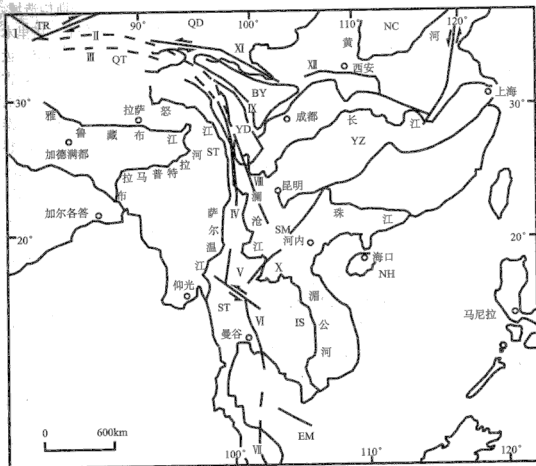 TR
90°
QD
100°
110°
NC
120°
I
II
III
QT
XI
XII
黄
河
西安
BY
上海
30°
30°
雅鲁藏布江
拉萨
怒江
IX
YD
成都
长江
YZ
加德满都
布拉马普特拉河
ST
VIII
昆明
加尔各答
萨尔温江
IV
澜沧江
SM
珠江
20°
河内
20°
X
海口
NH
仰光
V
ST
VI
IS
湄公河
马尼拉
曼谷
0
600km
EM
VII
100°
110°
120°